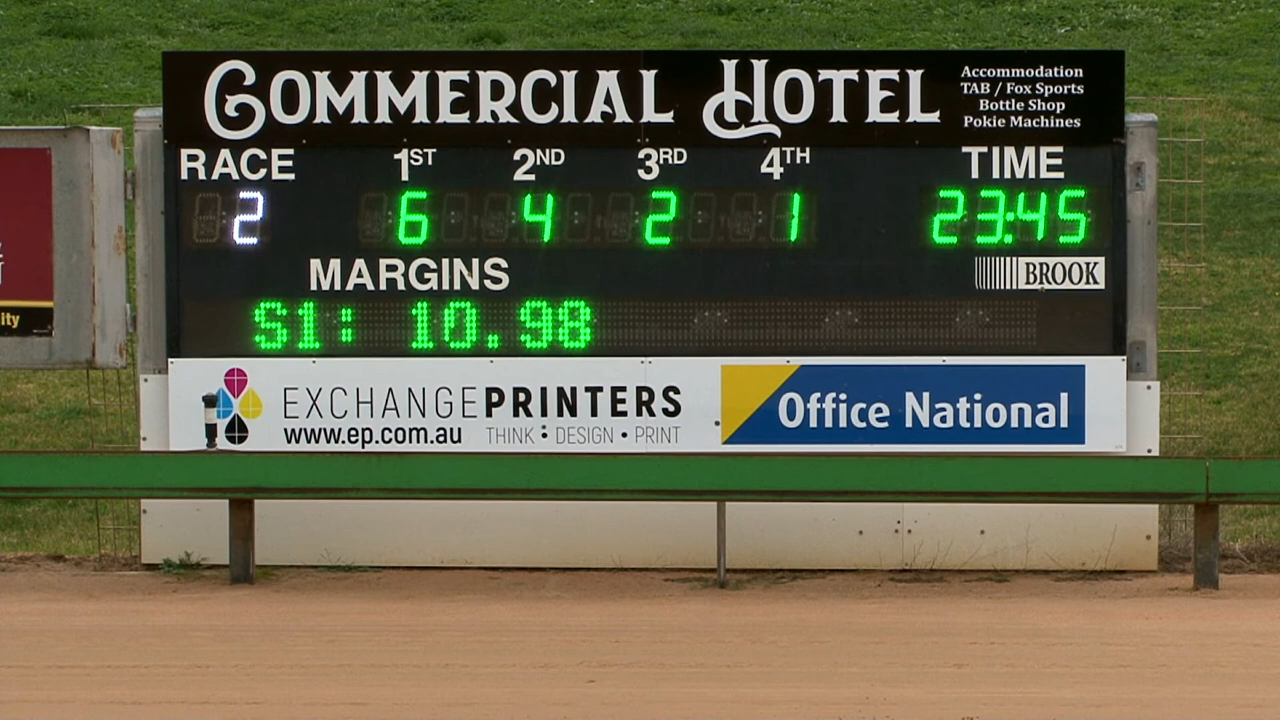 COMMERCIAL HOTEL
Accommodation
TAB / Fox Sports
Bottle Shop
Pokie Machines
RACE 1ST 2ND 3RD 4TH TIME
2 6 4 2 1 23:45
MARGINS
BROOK
S1: 10.98
ity
EXCHANGEPRINTERS
www.ep.com.au THINK • DESIGN • PRINT
Office National